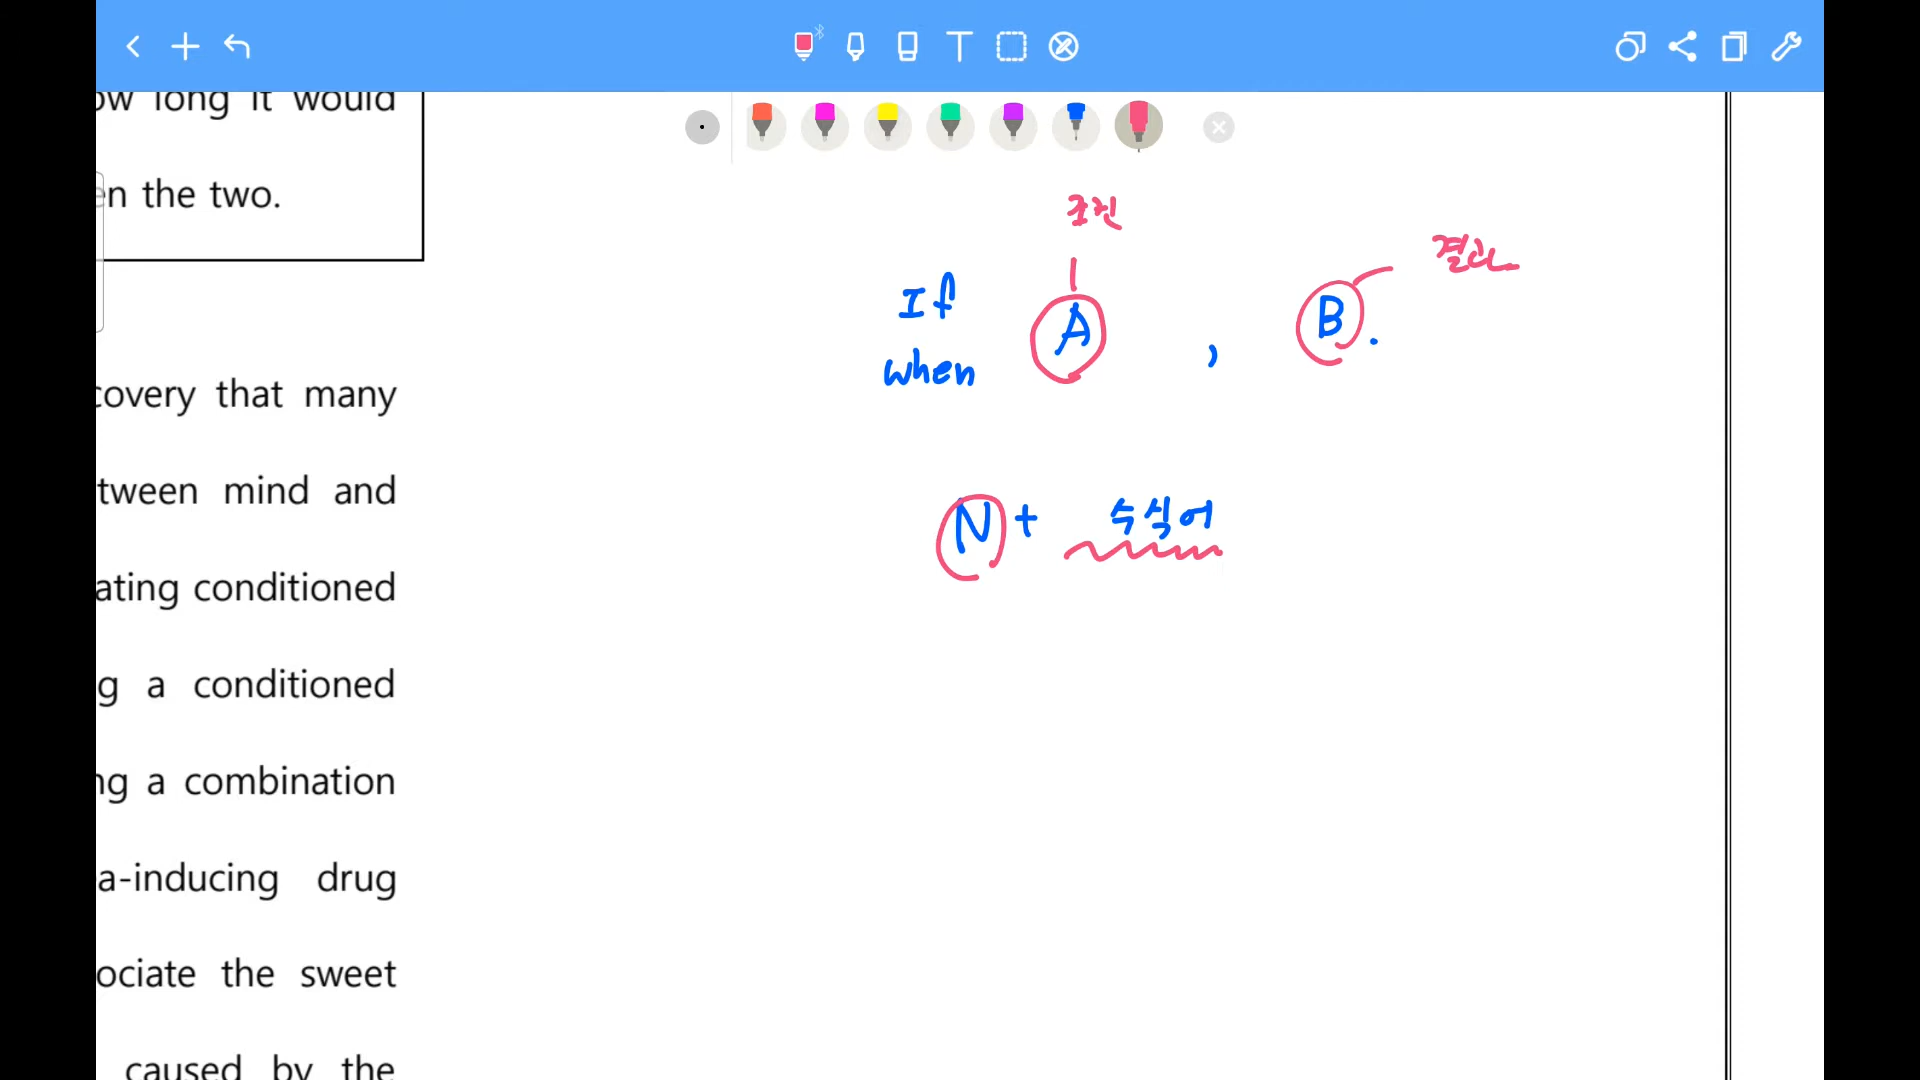 ow long it would
en the two.
covery that many
tween mind and
ating conditioned
g a conditioned
ng a combination
a-inducing drug
ociate the sweet
caused by the
조건
결과
If A , B .
when
N + 수식어